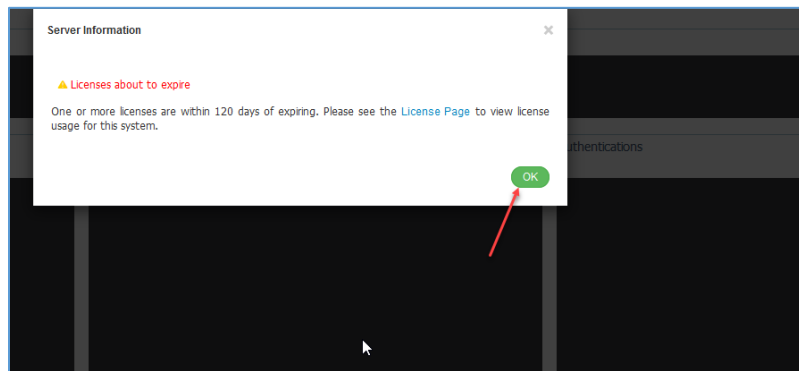 Server Information
Licenses about to expire
One or more licenses are within 120 days of expiring. Please see the License Page to view license
usage for this system.
uthentications
OK